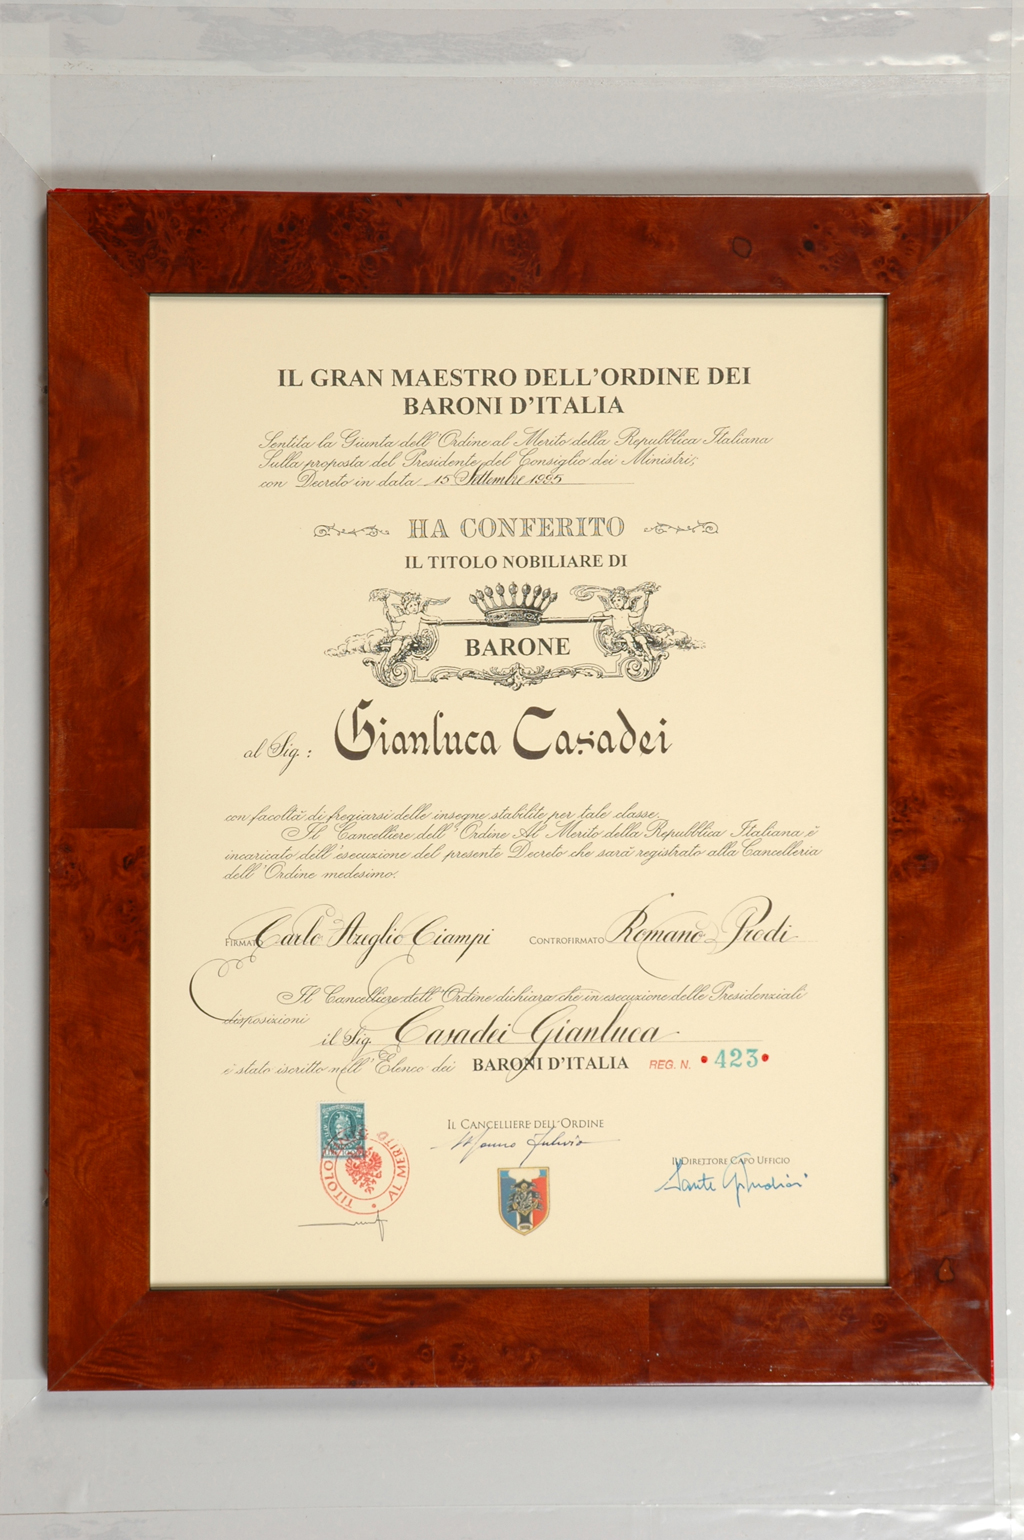 IL GRAN MAESTRO DELL'ORDINE DEI
BARONI D'ITALIA
Sentita la Giunta dell'Ordine al Merito della Repubblica Italiana
Sulla proposta del Presidente del Consiglio dei Ministri;
con Decreto in data 15 Settembre 1995
HA CONFERITO
IL TITOLO NOBILIARE DI
BARONE
al Sig.: Gianluca Casadei
con facoltà di fregiarsi delle insegne stabilite per tale classe.
Il Cancelliere dell'Ordine Al Merito della Repubblica Italiana è
incaricato dell'esecuzione del presente Decreto che sarà registrato alla Cancelleria
dell'Ordine medesimo.
FIRMATO Carlo Azeglio Ciampi CONTROFIRMATO Romano Prodi
Il Cancelliere dell'Ordine dichiara che in esecuzione delle Presidenziali
disposizioni
il Sig. Casadei Gianluca
è stato iscritto nell'Elenco dei BARONI D'ITALIA REG. N. •423•
IL CANCELLIERE DELL'ORDINE
IL DIRETTORE CAPO UFFICIO
TITOLO AL MERITO